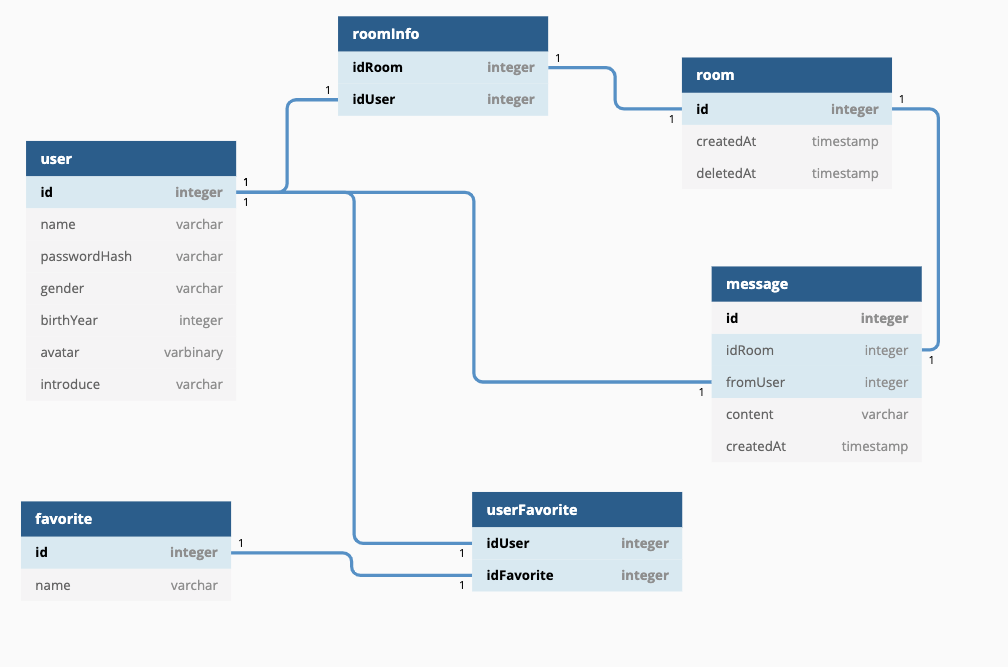 roomInfo
idRoom integer
idUser integer
1
1
room
id integer
createdAt timestamp
deletedAt timestamp
1
1
user
id integer
name varchar
passwordHash varchar
gender varchar
birthYear integer
avatar varbinary
introduce varchar
1
1
message
id integer
idRoom integer
fromUser integer
content varchar
createdAt timestamp
1
1
favorite
id integer
name varchar
1
userFavorite
idUser integer
idFavorite integer
1
1